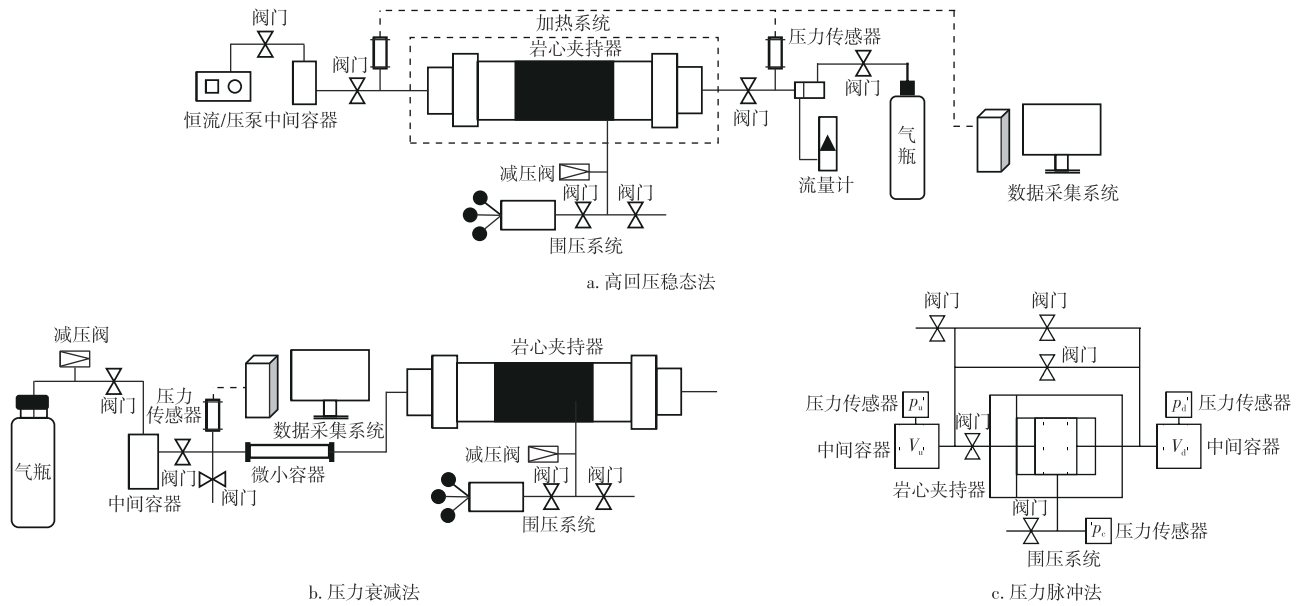 阀门
加热系统
压力传感器
岩心夹持器
阀门
阀门
阀门
恒流/压泵中间容器
气瓶
减压阀
阀门
阀门
流量计
数据采集系统
围压系统
a. 高回压稳态法
减压阀
阀门
压力
传感器
数据采集系统
岩心夹持器
气瓶
中间容器
阀门
阀门
微小容器
减压阀
阀门
阀门
围压系统
b. 压力衰减法
阀门
阀门
阀门
压力传感器
pu
阀门
pd
压力传感器
中间容器
Vu
Vd
中间容器
岩心夹持器
阀门
pc
压力传感器
围压系统
c. 压力脉冲法